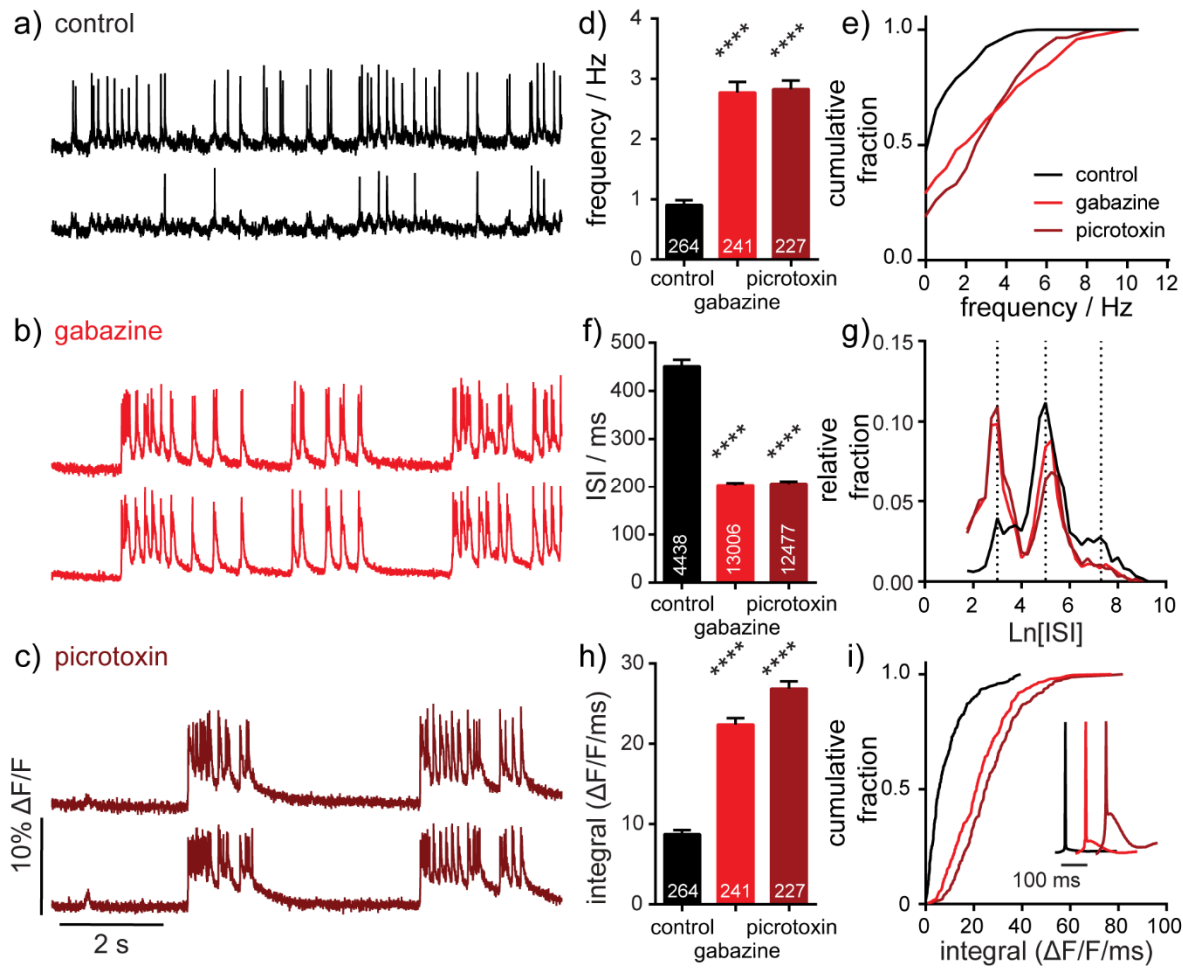 a) control
b) gabazine
c) picrotoxin
10% ΔF/F
2 s
d)
****
****
frequency / Hz
4
3
2
1
0
264
241
227
control
picrotoxin
gabazine
e)
cumulative
fraction
1.0
0.5
0.0
control
gabazine
picrotoxin
0 2 4 6 8 10 12
frequency / Hz
f)
****
****
ISI / ms
500
400
300
200
100
0
4438
13006
12477
control
picrotoxin
gabazine
g)
relative
fraction
0.15
0.10
0.05
0.00
0 2 4 6 8 10
Ln[ISI]
h)
****
****
integral (ΔF/F/ms)
30
20
10
0
264
241
227
control
picrotoxin
gabazine
i)
cumulative
fraction
1.0
0.5
0
100 ms
0 20 40 60 80 100
integral (ΔF/F/ms)